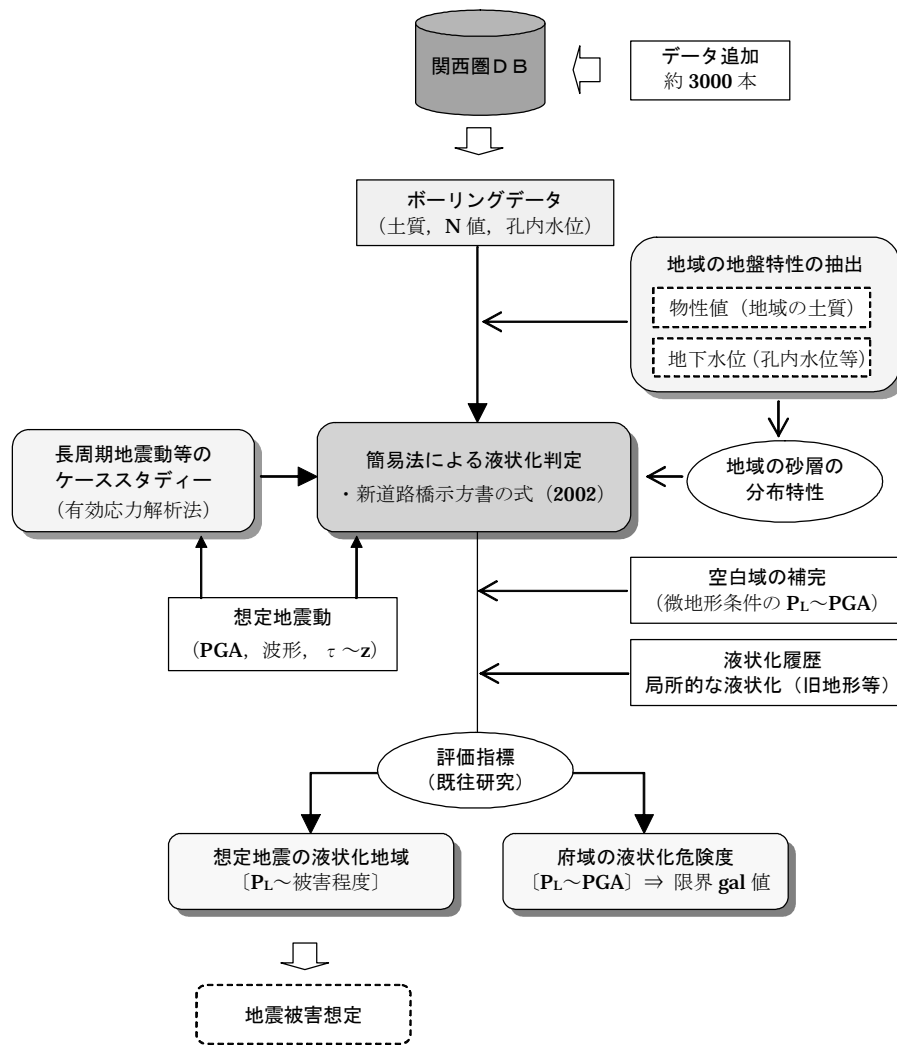 関西圏ＤＢ
データ追加
約 3000 本
ボーリングデータ
（土質，N 値，孔内水位）
地域の地盤特性の抽出
物性値（地域の土質）
地下水位（孔内水位等）
長周期地震動等の
ケーススタディー
（有効応力解析法）
簡易法による液状化判定
・新道路橋示方書の式（2002）
地域の砂層の
分布特性
想定地震動
（PGA，波形，τ～z）
空白域の補完
（微地形条件の PL～PGA）
液状化履歴
局所的な液状化（旧地形等）
評価指標
（既往研究）
想定地震の液状化地域
〔PL～被害程度〕
府域の液状化危険度
〔PL～PGA〕⇒ 限界 gal 値
地震被害想定